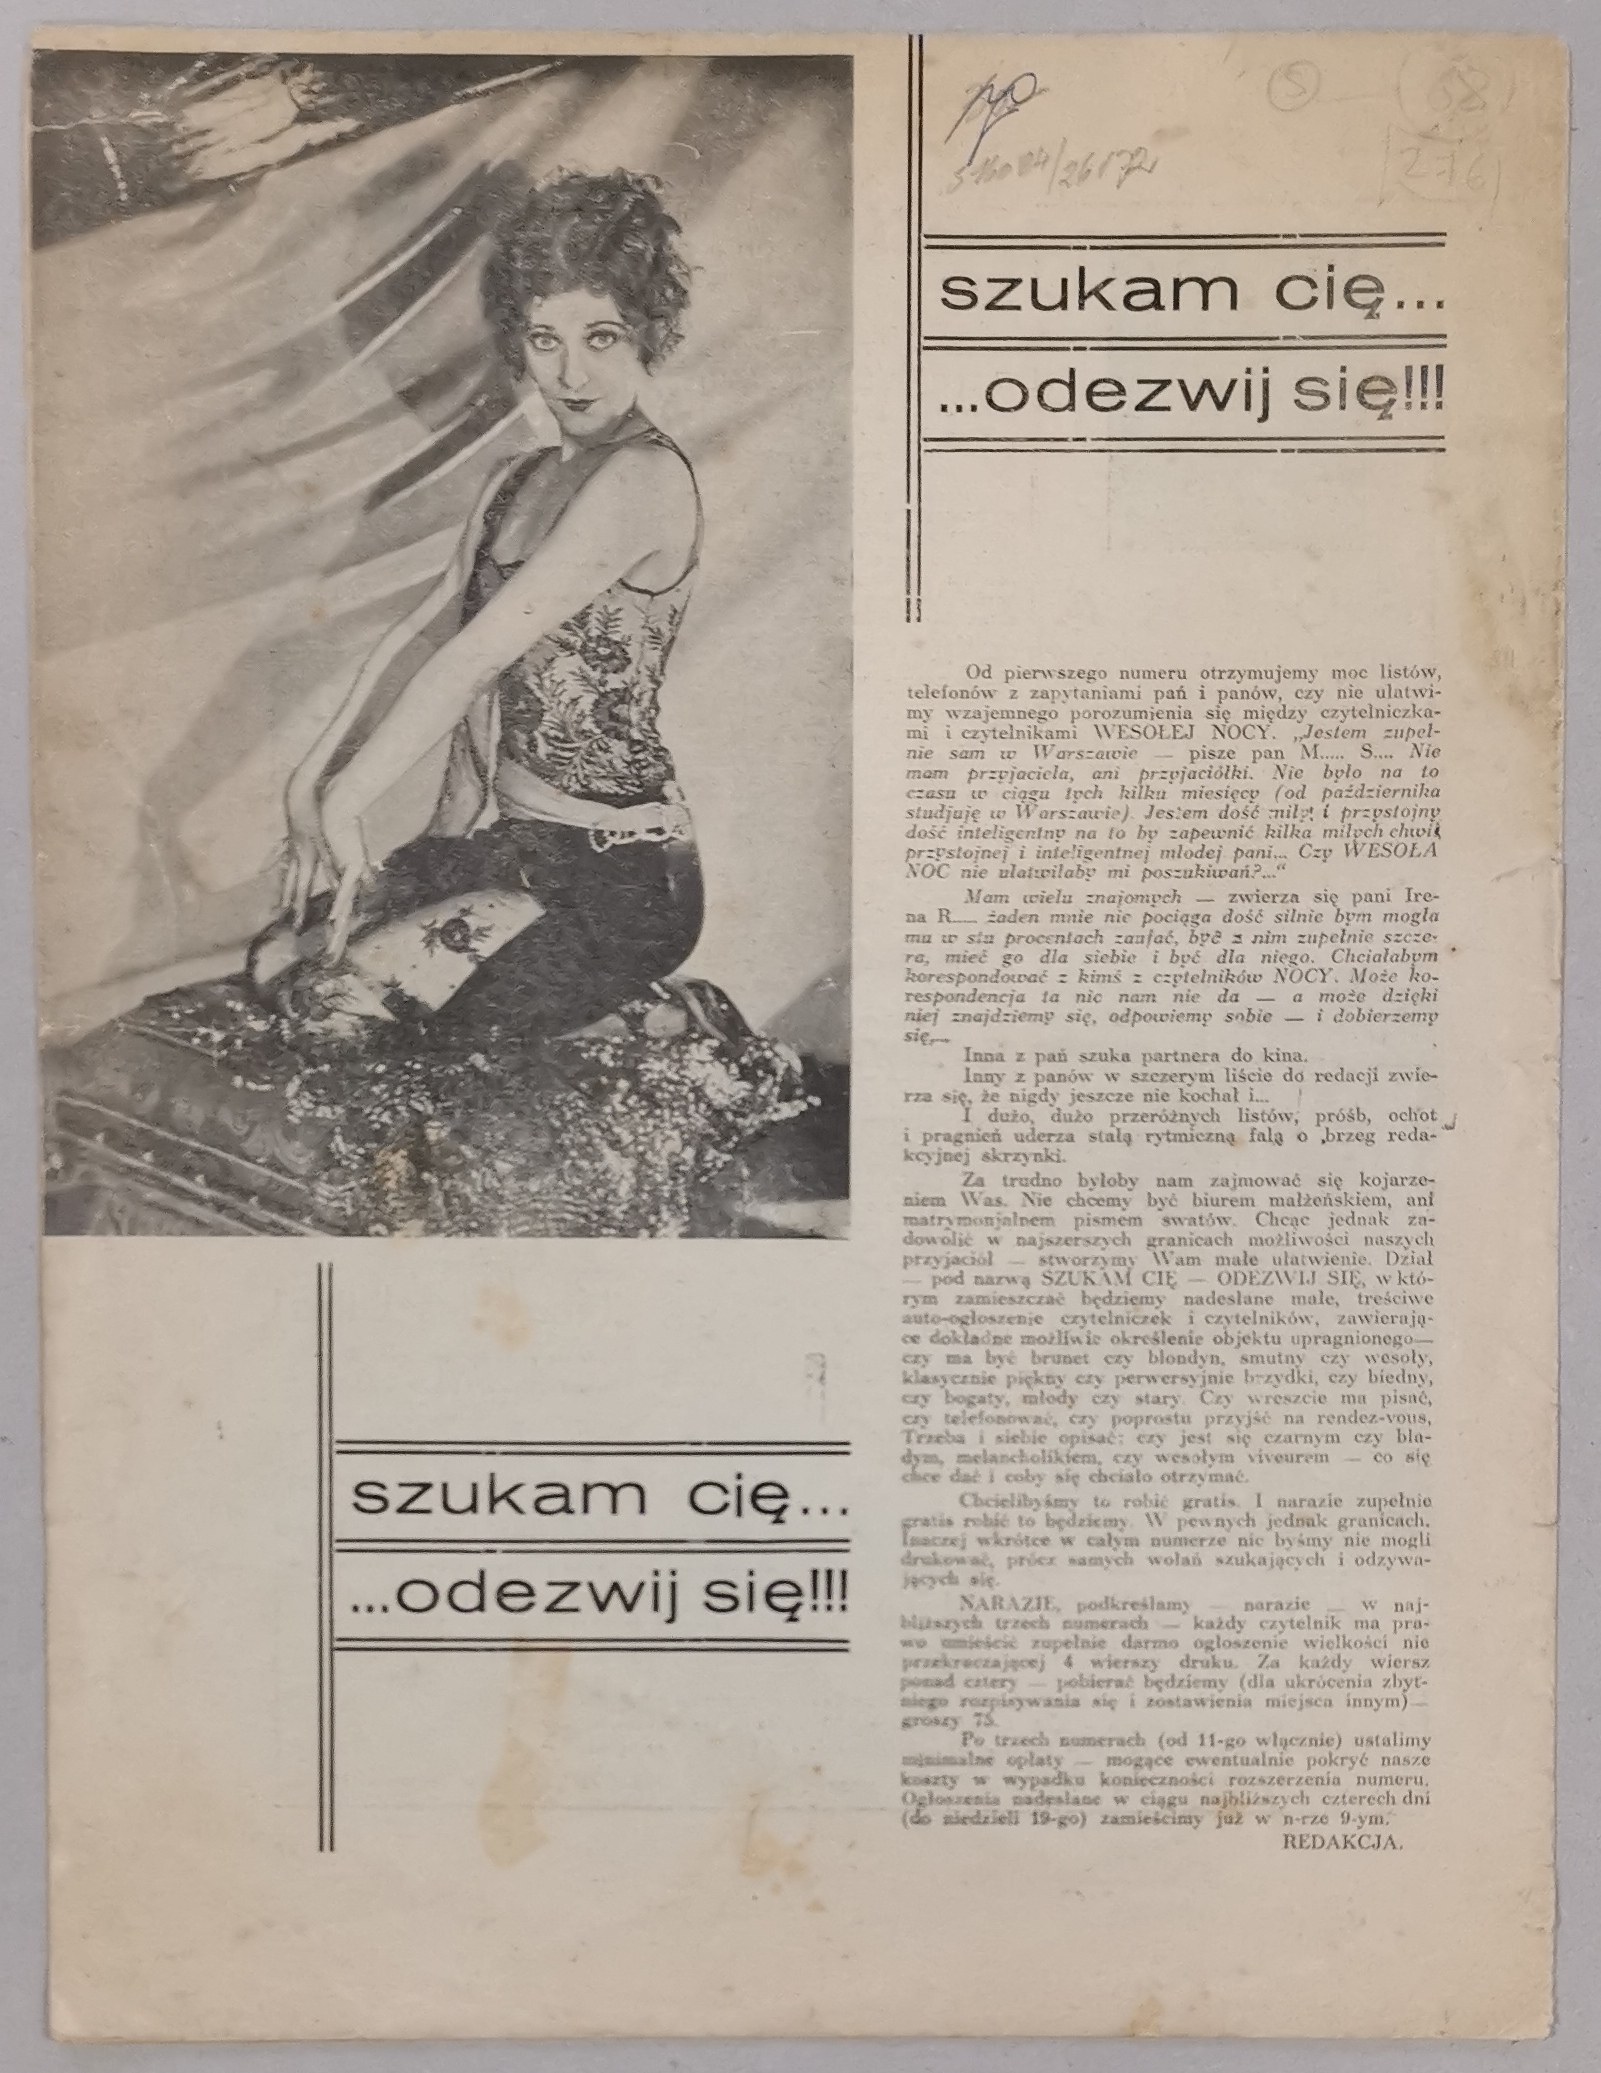 szukam cię...
...odezwij się!!!
Od pierwszego numeru otrzymujemy moc listów,
telefonów z zapytaniami pań i panów, czy nie ułatwi-
my wzajemnego porozumienia się między czytelniczka-
mi i czytelnikami WESOŁEJ NOCY. „Jestem zupeł-
nie sam w Warszawie — pisze pan M..... S.... Nie
mam przyjaciela, ani przyjaciółki. Nie było na to
czasu w ciągu tych kilku miesięcy (od października
studjuję w Warszawie). Jestem dość miły i przystojny
dość inteligentny na to by zapewnić kilka miłych chwil
przystojnej i inteligentnej młodej pani... Czy WESOŁA
NOC nie ułatwiłaby mi poszukiwań?..."
Mam wielu znajomych — zwierza się pani Ire-
na R.... żaden mnie nie pociąga dość silnie bym mogła
mu w stu procentach zaufać, być z nim zupełnie szcze-
ra, mieć go dla siebie i być dla niego. Chciałabym
korespondować z kimś z czytelników NOCY. Może ko-
respondencja ta nic nam nie da — a może dzięki
niej znajdziemy się, odpowiemy sobie — i dobierzemy
się....
Inna z pań szuka partnera do kina.
Inny z panów w szczerym liście do redacji zwie-
rza się, że nigdy jeszcze nie kochał i...
I dużo, dużo przeróżnych listów, próśb, ochot
i pragnień uderza stałą rytmiczną falą o brzeg reda-
kcyjnej skrzynki.
Za trudno byłoby nam zajmować się kojarze-
niem Was. Nie chcemy być biurem małżeńskiem, ani
matrymonjalnem pismem swatów. Chcąc jednak za-
dowolić w najszerszych granicach możliwości naszych
przyjaciół — stworzymy Wam małe ułatwienie. Dział
— pod nazwą SZUKAM CIĘ — ODEZWIJ SIĘ, w któ-
rym zamieszczać będziemy nadesłane małe, treściwe
auto-ogłoszenie czytelniczek i czytelników, zawierają-
ce dokładne możliwie określenie objektu upragnionego—
czy ma być brunet czy blondyn, smutny czy wesoły,
klasycznie piękny czy perwersyjnie brzydki, czy biedny,
czy bogaty, młody czy stary. Czy wreszcie ma pisać,
czy telefonować, czy poprostu przyjść na rendez-vous,
Trzeba i siebie opisać: czy jest się czarnym czy bla-
dym, melancholikiem, czy wesołym viveurem — co się
chce dać i coby się chciało otrzymać.
Chcielibyśmy to robić gratis. I narazie zupełnie
gratis robić to będziemy. W pewnych jednak granicach.
Inaczej wkrótce w całym numerze nic byśmy nie mogli
drukować, prócz samych wołań szukających i odzywa-
jących się.
NARAZIE, podkreślamy — narazie — w naj-
bliższych trzech numerach — każdy czytelnik ma pra-
wo umieścić zupełnie darmo ogłoszenie wielkości nie
przekraczającej 4 wierszy druku. Za każdy wiersz
ponad cztery — pobierać będziemy (dla ukrócenia zbyt-
niego rozpisywania się i zostawienia miejsca innym)—
groszy 75.
Po trzech numerach (od 11-go włącznie) ustalimy
minimalne opłaty — mogące ewentualnie pokryć nasze
koszty w wypadku konieczności rozszerzenia numeru.
Ogłoszenia nadesłane w ciągu najbliższych czterech dni
(do niedzieli 19-go) zamieścimy już w n-rze 9-ym.
REDAKCJA.
szukam cię...
...odezwij się!!!